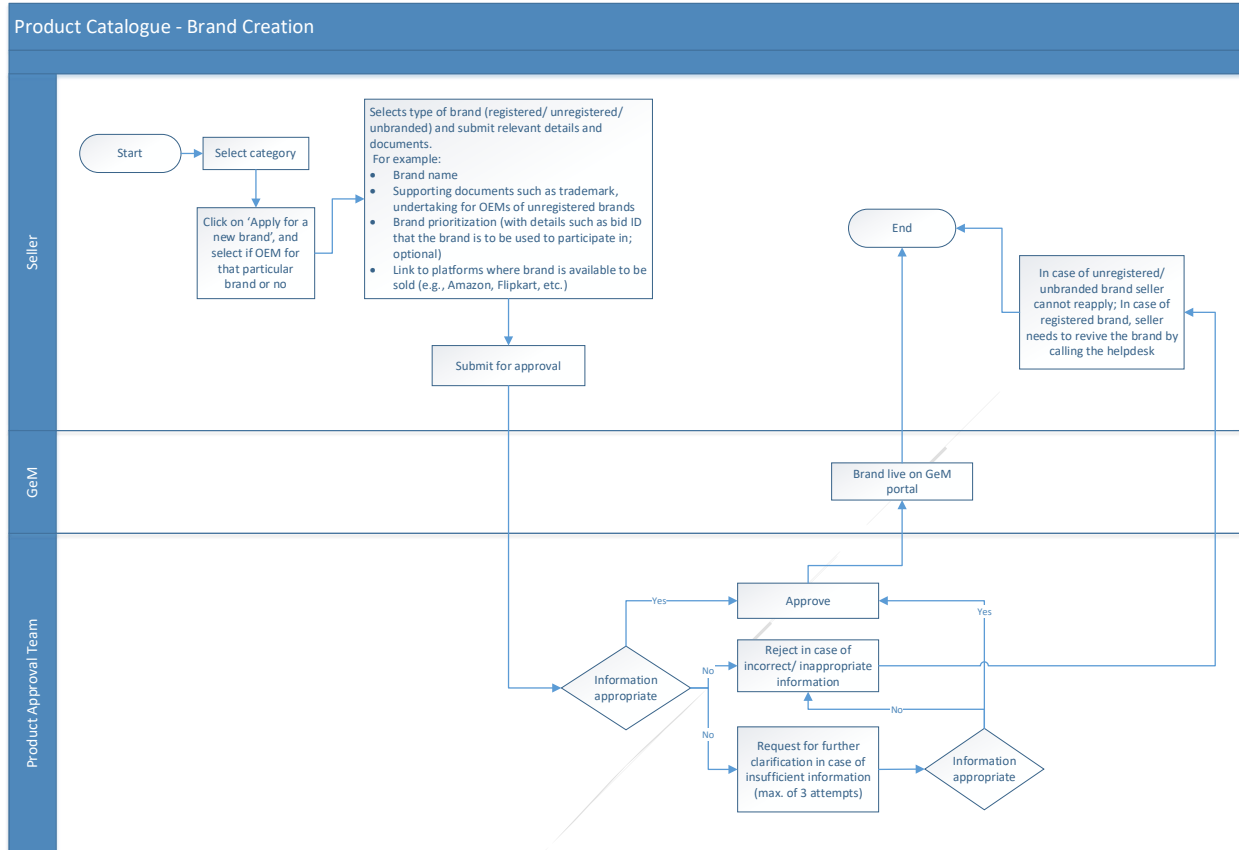 Product Catalogue - Brand Creation
Seller
Start
Select category
Click on ‘Apply for a
new brand’, and
select if OEM for
that particular
brand or no
Selects type of brand (registered/ unregistered/
unbranded) and submit relevant details and
documents.
For example:
• Brand name
• Supporting documents such as trademark,
undertaking for OEMs of unregistered brands
• Brand prioritization (with details such as bid ID
that the brand is to be used to participate in;
optional)
• Link to platforms where brand is available to be
sold (e.g., Amazon, Flipkart, etc.)
Submit for approval
End
In case of unregistered/
unbranded brand seller
cannot reapply; In case of
registered brand, seller
needs to revive the brand by
calling the helpdesk
GeM
Brand live on GeM
portal
Product Approval Team
Information
appropriate
Yes
Approve
No
Reject in case of
incorrect/ inappropriate
information
No
Request for further
clarification in case of
insufficient information
(max. of 3 attempts)
Information
appropriate
Yes
No